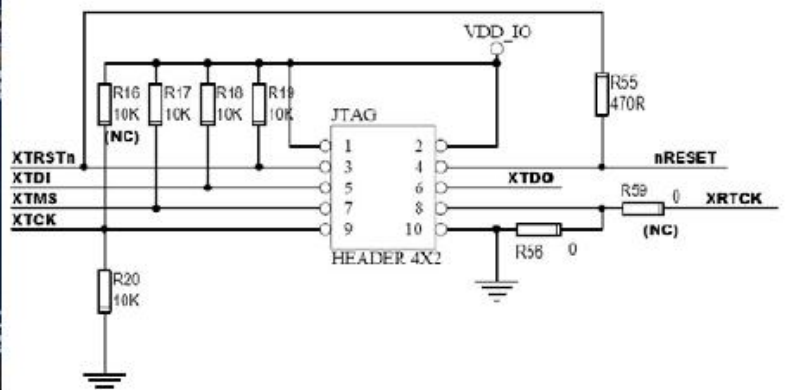 VDD_IO
R16 R17 R18 R19 R55
10K 10K 10K 10K 470R
(NC)
JTAG
1 2
XTRSTn 3 4 nRESET
XTDI 5 6 XTDO
XTMS 7 8 R59 0 XRTCK
XTCK 9 10 (NC)
R56 0
HEADER 4X2
R20
10K